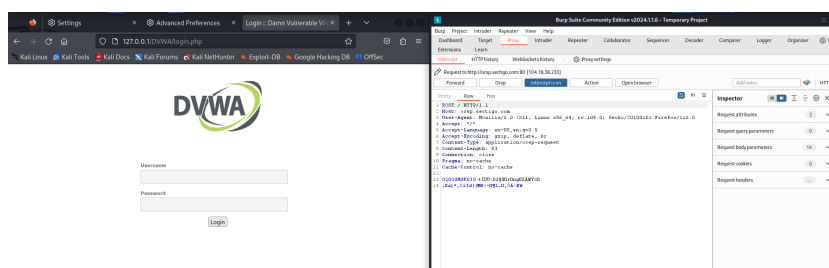 Settings
Advanced Preferences
Login :: Damn Vulnerable W
127.0.0.1/DVWA/login.php
Kali Linux Kali Tools Kali Docs Kali Forums Kali NetHunter Exploit-DB Google Hacking DB OffSec
DVWA
Username
Password
Login
Burp Suite Community Edition v2024.1.1.6 - Temporary Project
Burp Project Intruder Repeater View Help
Dashboard Target Proxy Intruder Repeater Collaborator Sequencer Decoder Comparer Logger Organizer
Extensions Learn
Intercept HTTP history WebSockets history Proxy settings
Request to http://ocsp.sectigo.com:80 [104.18.38.233]
Forward Drop Intercept is on Action Open browser Add notes HTT
Pretty Raw Hex
1 POST / HTTP/1.1
2 Host: ocsp.sectigo.com
3 User-Agent: Mozilla/5.0 (X11; Linux x86_64; rv:109.0) Gecko/20100101 Firefox/115.0
4 Accept: */*
5 Accept-Language: en-US,en;q=0.5
6 Accept-Encoding: gzip, deflate, br
7 Content-Type: application/ocsp-request
8 Content-Length: 83
9 Connection: close
10 Pragma: no-cache
11 Cache-Control: no-cache
12
13
14
Inspector
Request attributes 2
Request query parameters 0
Request body parameters 14
Request cookies 0
Request headers